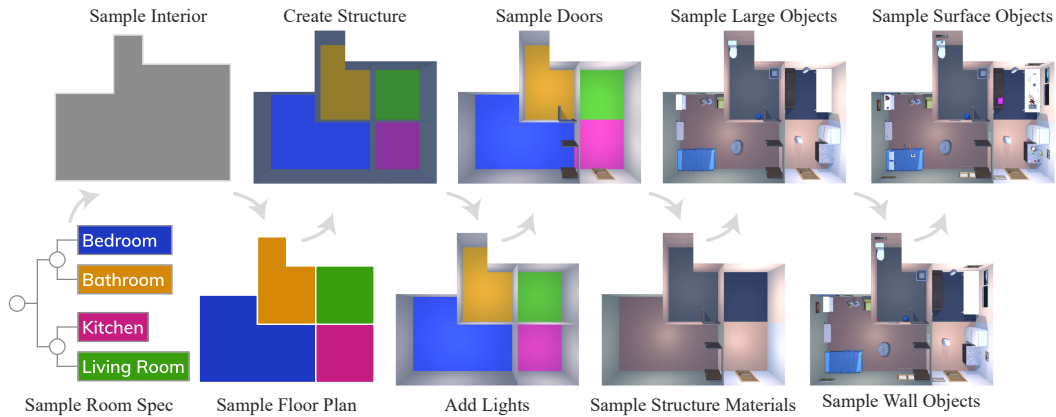 Sample Interior
Create Structure
Sample Doors
Sample Large Objects
Sample Surface Objects
Bedroom
Bathroom
Kitchen
Living Room
Sample Room Spec
Sample Floor Plan
Add Lights
Sample Structure Materials
Sample Wall Objects